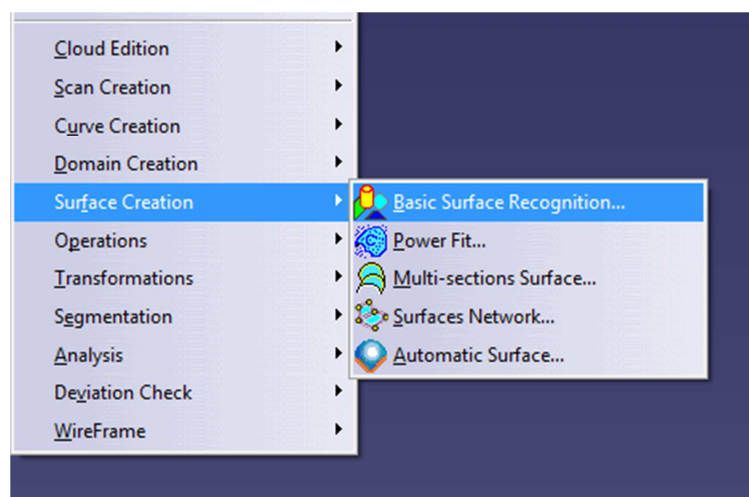 Cloud Edition
Scan Creation
Curve Creation
Domain Creation
Surface Creation
Basic Surface Recognition...
Operations
Power Fit...
Transformations
Multi-sections Surface...
Segmentation
Surfaces Network...
Analysis
Automatic Surface...
Deviation Check
WireFrame